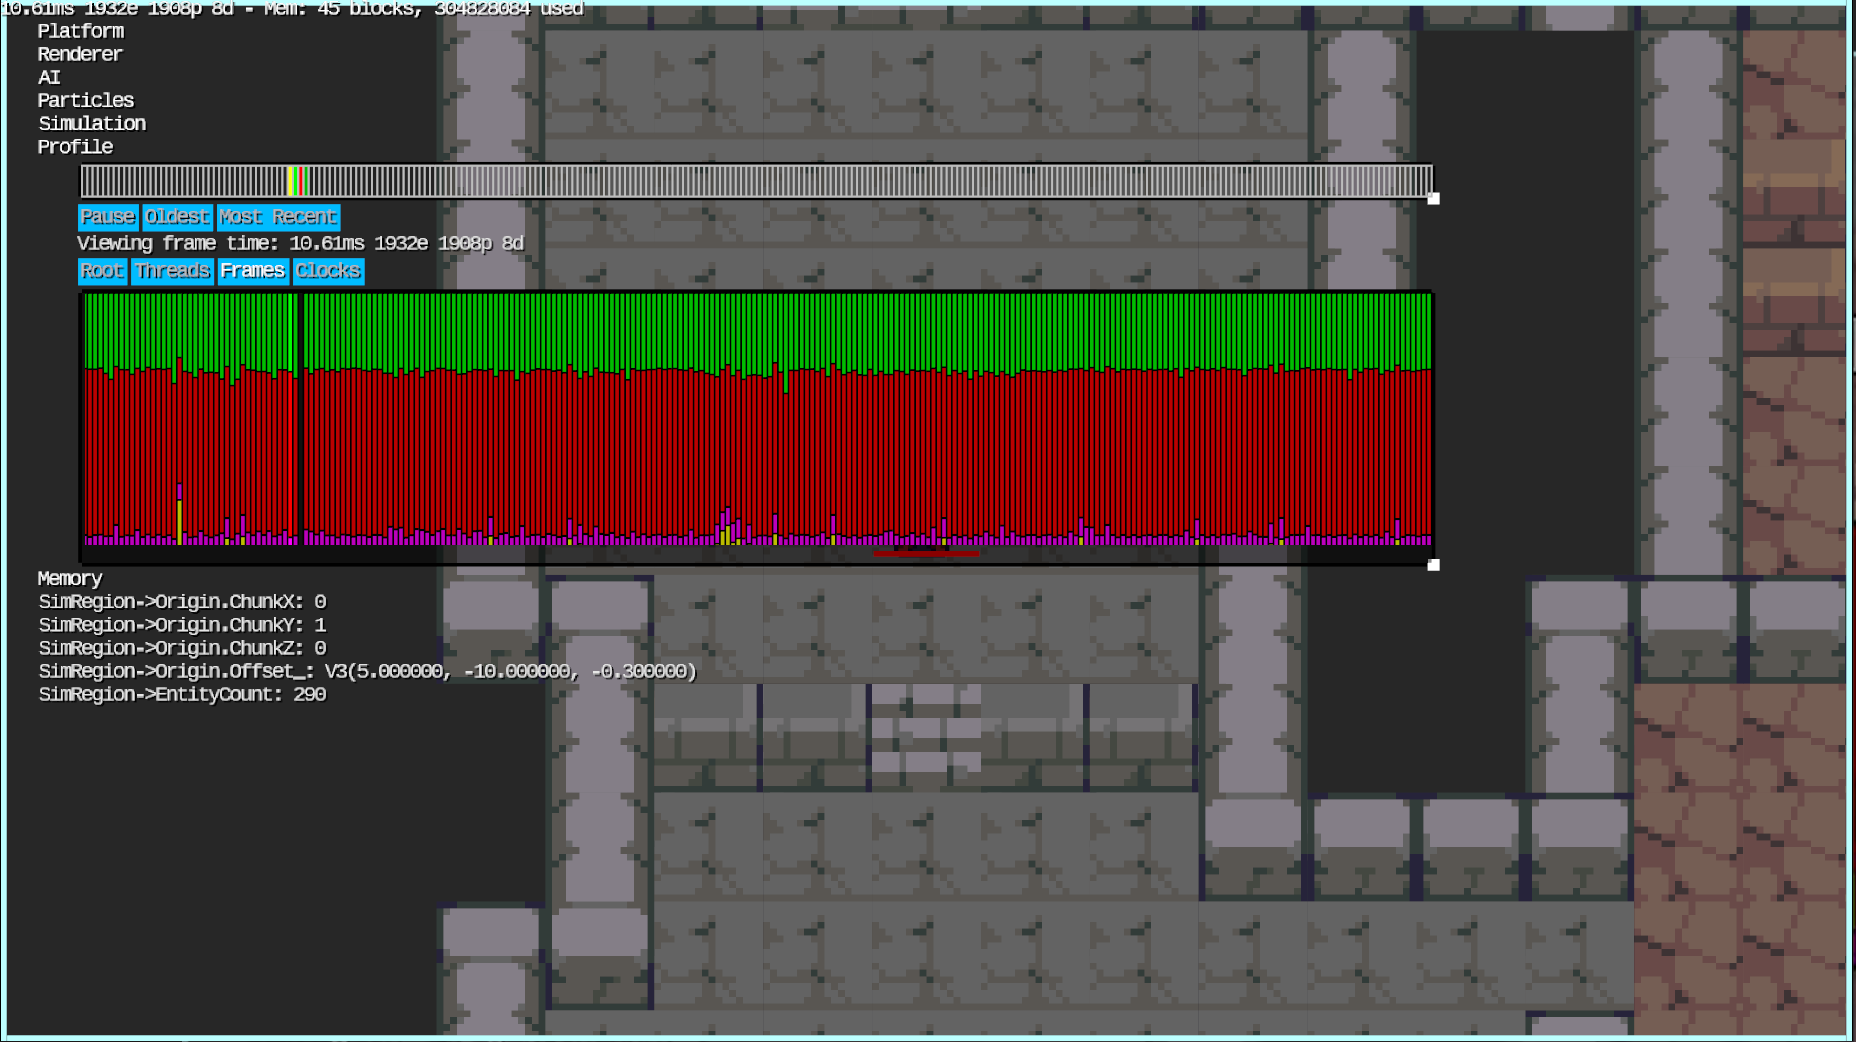 10.61ms 1932e 1908p 8d - Mem: 45 blocks, 304828084 used
Platform
Renderer
AI
Particles
Simulation
Profile
Pause Oldest Most Recent
Viewing frame time: 10.61ms 1932e 1908p 8d
Root Threads Frames Clocks
Memory
SimRegion->Origin.ChunkX: 0
SimRegion->Origin.ChunkY: 1
SimRegion->Origin.ChunkZ: 0
SimRegion->Origin.Offset_: V3(5.000000, -10.000000, -0.300000)
SimRegion->EntityCount: 290